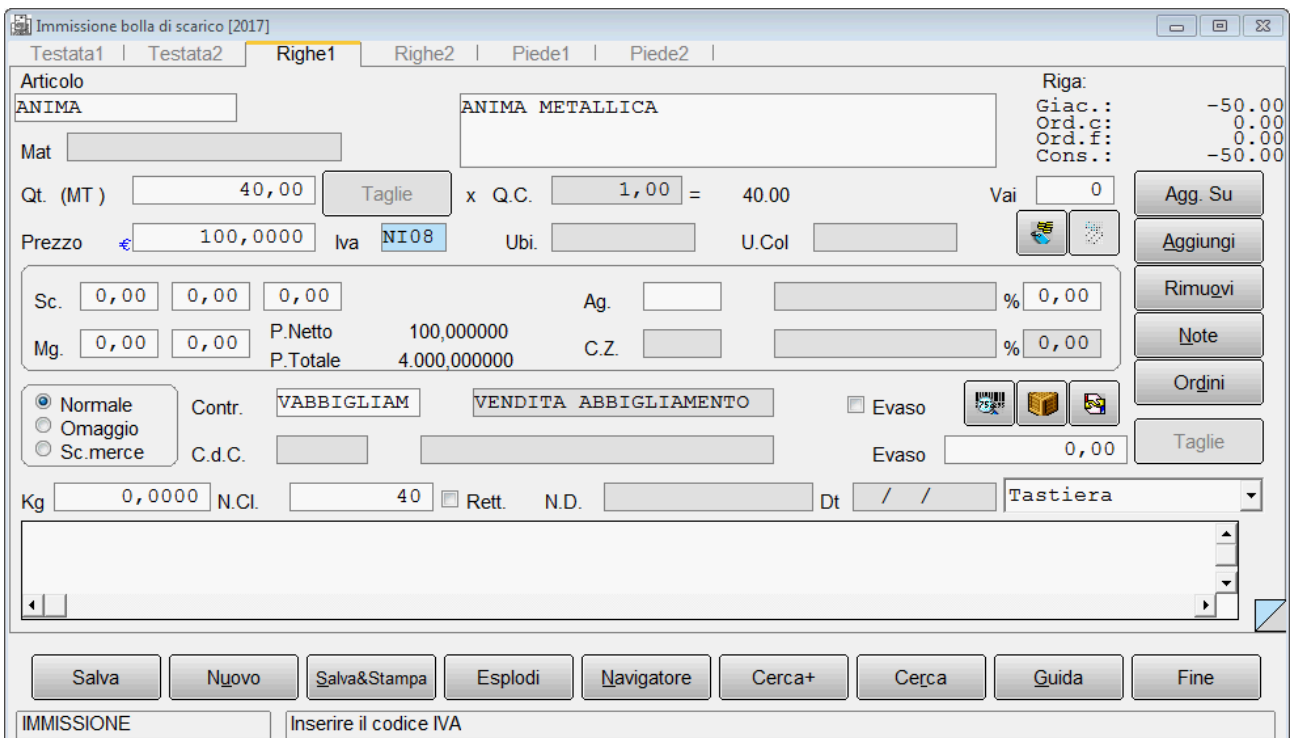 Immissione bolla di scarico [2017]
Testata1 | Testata2 Righe1 Righe2 | Piede1 | Piede2 |
Articolo Riga:
ANIMA ANIMA METALLICA Giac.: -50.00
Ord.c: 0.00
Ord.f: 0.00
Mat Cons.: -50.00
Qt. (MT ) 40,00 Taglie x Q.C. 1,00 = 40.00 Vai 0 Agg. Su
Prezzo € 100,0000 Iva NI08 Ubi. U.Col Aggiungi
Sc. 0,00 0,00 0,00 Ag. % 0,00 Rimuovi
Mg. 0,00 0,00 P.Netto 100,000000 C.Z. % 0,00 Note
P.Totale 4.000,000000
Normale Contr. VABBIGLIAM VENDITA ABBIGLIAMENTO Evaso Ordini
Omaggio
Sc.merce C.d.C. Evaso 0,00 Taglie
Kg 0,0000 N.Cl. 40 Rett. N.D. Dt / / Tastiera
Salva Nuovo Salva&Stampa Esplodi Navigatore Cerca+ Cerca Guida Fine
IMMISSIONE Inserire il codice IVA